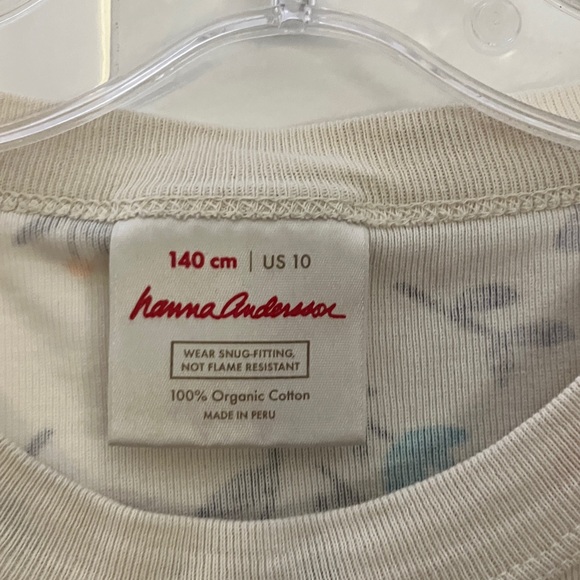 140 cm | US 10
hanna Andersson
WEAR SNUG-FITTING,
NOT FLAME RESISTANT
100% Organic Cotton
MADE IN PERU